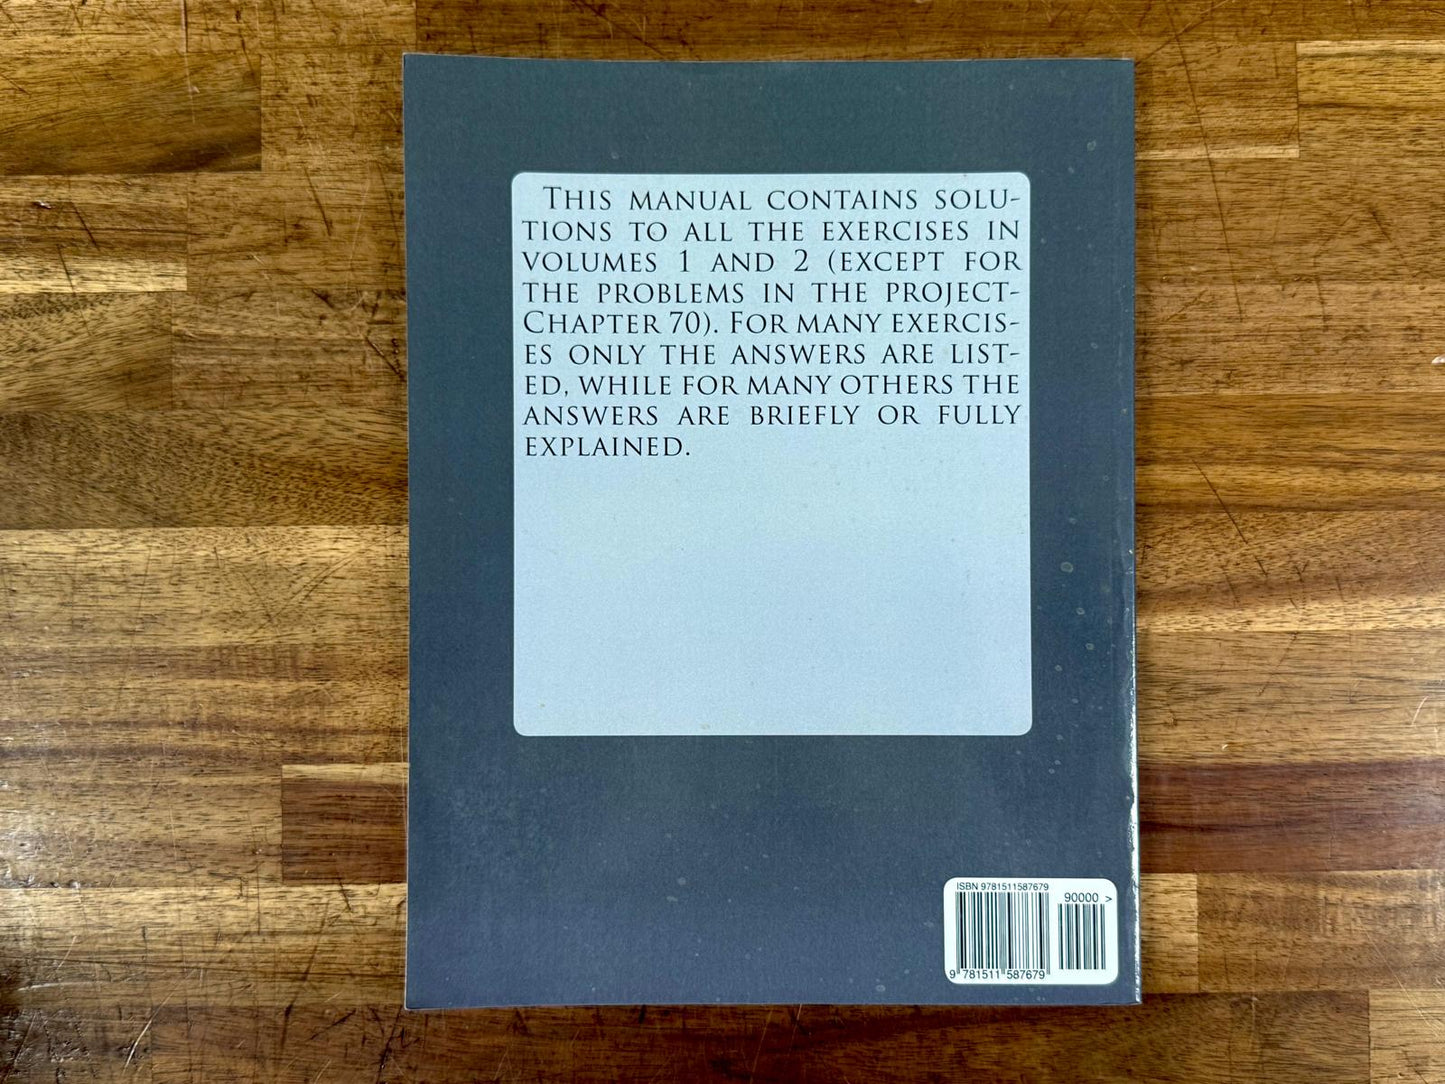 This manual contains solu-
tions to all the exercises in
volumes 1 and 2 (except for
the problems in the project-
Chapter 70). For many exercis-
es only the answers are list-
ed, while for many others the
answers are briefly or fully
explained.
ISBN 9781511587679
90000 >
9 781511 587679